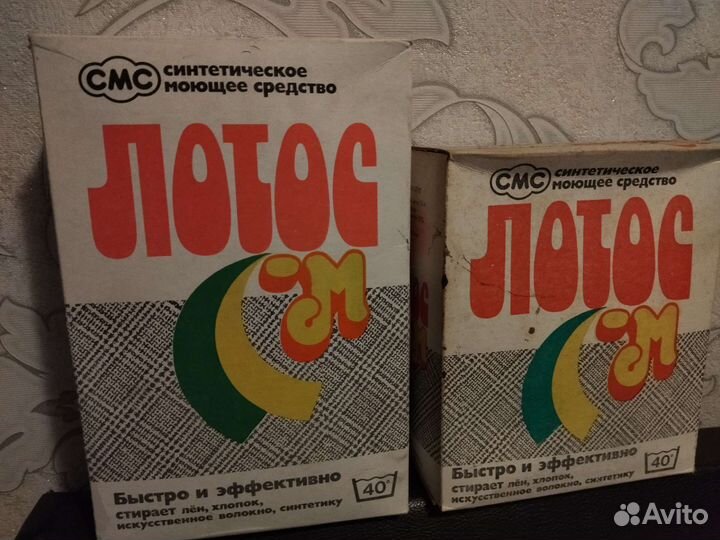 СМС
синтетическое
моющее средство
Лотос
-М
Быстро и эффективно
стирает лён, хлопок,
искусственное волокно, синтетику
40°
СМС
синтетическое
моющее средство
Лотос
-М
Быстро и эффективно
стирает лён, хлопок,
искусственное волокно, синтетику
40°
Avito